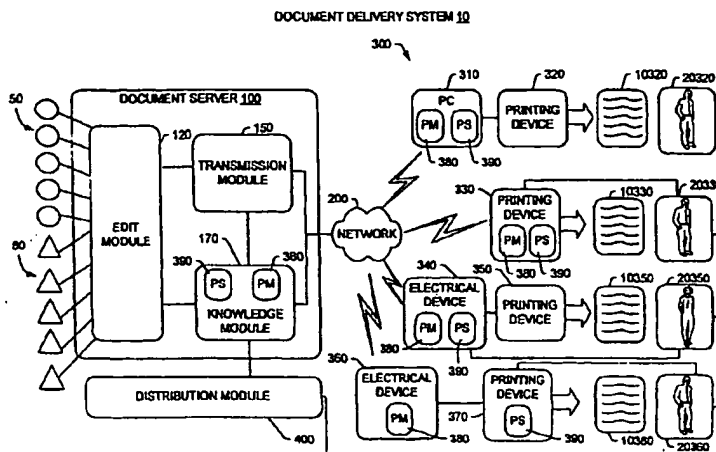 DOCUMENT DELIVERY SYSTEM 10
300
310
320
10320
20320
50
DOCUMENT SERVER 100
120
150
PC
PM
PS
380
390
PRINTING DEVICE
TRANSMISSION MODULE
200
330
10330
2033
EDIT MODULE
NETWORK
PRINTING DEVICE
PM
PS
380
390
170
390
380
60
PS
PM
KNOWLEDGE MODULE
340
350
10350
20350
ELECTRICAL DEVICE
PM
PS
380
390
PRINTING DEVICE
360
ELECTRICAL DEVICE
PM
380
370
PRINTING DEVICE
PS
390
10360
20360
DISTRIBUTION MODULE
400